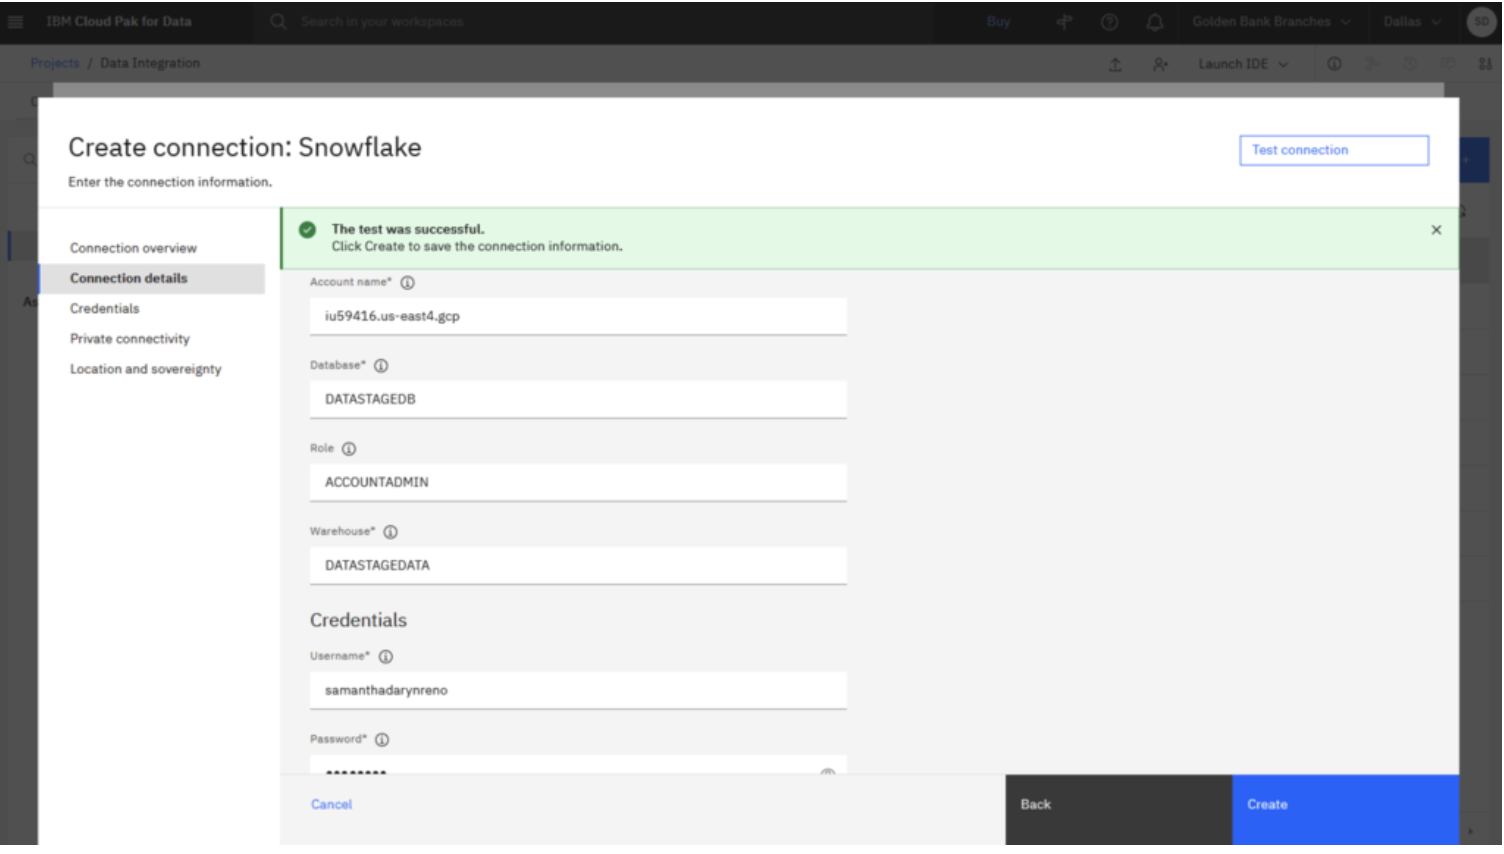 IBM Cloud Pak for Data
Search in your workspaces
Buy
Golden Bank Branches
Dallas
SD
Projects / Data Integration
Launch IDE
Create connection: Snowflake
Test connection
Enter the connection information.
The test was successful.
Click Create to save the connection information.
Connection overview
Connection details
Credentials
Private connectivity
Location and sovereignty
Account name*
iu59416.us-east4.gcp
Database*
DATASTAGEDB
Role
ACCOUNTADMIN
Warehouse*
DATASTAGEDATA
Credentials
Username*
samanthadarynreno
Password*
••••••••
Cancel
Back
Create